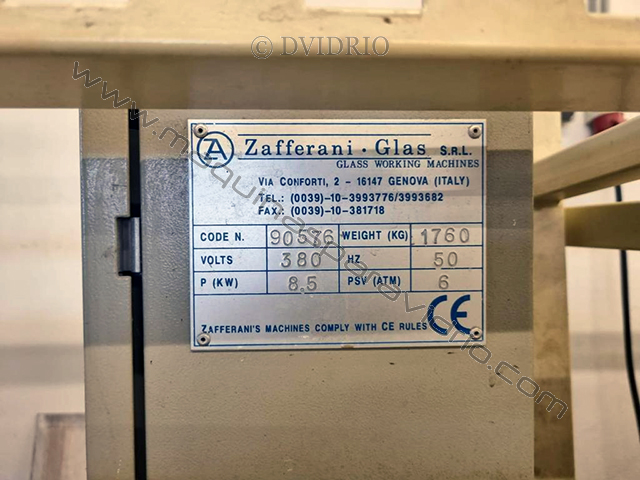 © DVIDRIO
ZA Zafferani · Glas S.R.L.
GLASS WORKING MACHINES
VIA CONFORTI, 2 - 16147 GENOVA (ITALY)
TEL.: (0039)-10-3993776/3993682
FAX.: (0039)-10-381718
CODE N. 90536 WEIGHT (KG) 1760
VOLTS 380 HZ 50
P (KW) 8.5 PSV (ATM) 6
ZAFFERANI'S MACHINES COMPLY WITH CE RULES CE
www.maquinasparavidrio.com